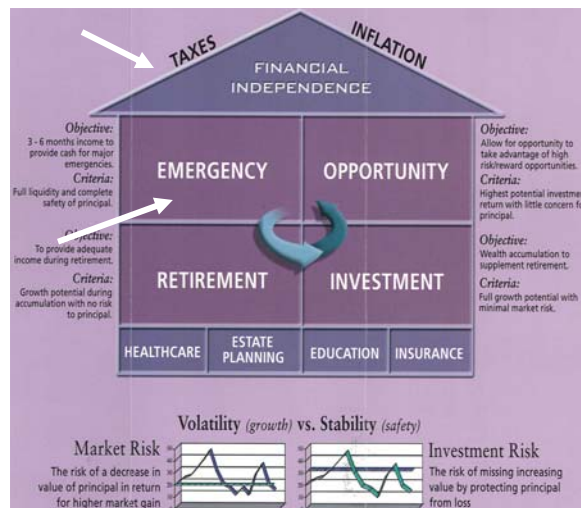 TAXES
INFLATION
FINANCIAL
INDEPENDENCE
Objective:
3 - 6 months income to
provide cash for major
emergencies.
Criteria:
Full liquidity and complete
safety of principal.
EMERGENCY
OPPORTUNITY
Objective:
Allow for opportunity to
take advantage of high
risk/reward opportunities.
Criteria:
Highest potential investme
return with little concern fo
principal.
Objective:
To provide adequate
income during retirement.
Criteria:
Growth potential during
accumulation with no risk
to principal.
RETIREMENT
INVESTMENT
Objective:
Wealth accumulation to
supplement retirement.
Criteria:
Full growth potential with
minimal market risk.
HEALTHCARE
ESTATE
PLANNING
EDUCATION
INSURANCE
Volatility (growth) vs. Stability (safety)
Market Risk
The risk of a decrease in
value of principal in return
for higher market gain
Investment Risk
The risk of missing increasing
value by protecting principal
from loss